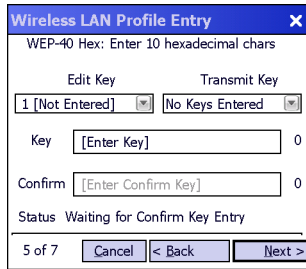 Wireless LAN Profile Entry X
WEP-40 Hex: Enter 10 hexadecimal chars
Edit Key Transmit Key
1 [Not Entered] No Keys Entered
Key [Enter Key] 0
Confirm [Enter Confirm Key] 0
Status Waiting for Confirm Key Entry
5 of 7 Cancel < Back Next >